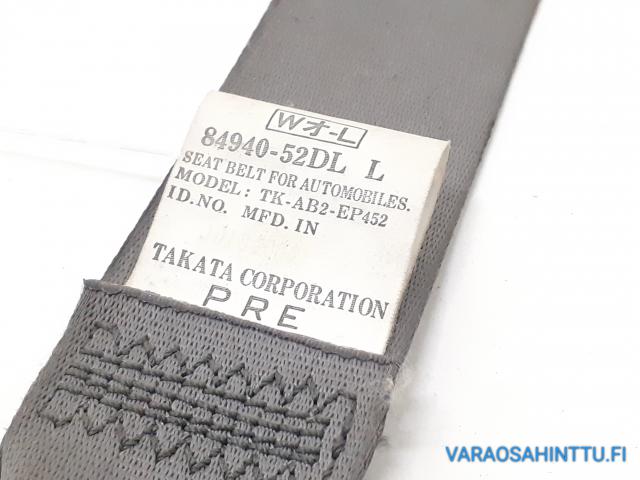 Wオ-L
84940-52DL L
SEAT BELT FOR AUTOMOBILES.
MODEL: TK-AB2-EP452
ID.NO. MFD. IN
TAKATA CORPORATION
PRE
VARAOSAHINTTU.FI